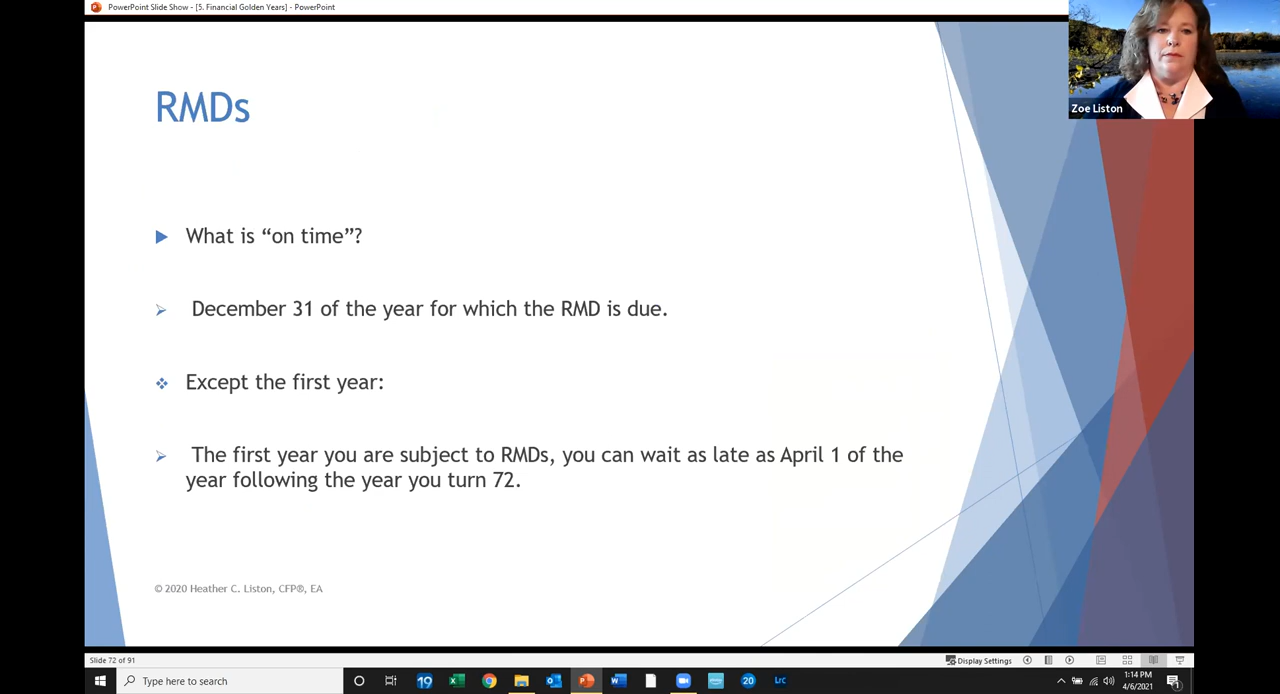 PowerPoint Slide Show - [5. Financial Golden Years] - PowerPoint
Zoe Liston
RMDs
What is “on time”?
December 31 of the year for which the RMD is due.
Except the first year:
The first year you are subject to RMDs, you can wait as late as April 1 of the
year following the year you turn 72.
© 2020 Heather C. Liston, CFP®, EA
Slide 72 of 91
Display Settings
Type here to search
19
20
Lrc
1:14 PM
4/6/2021
1